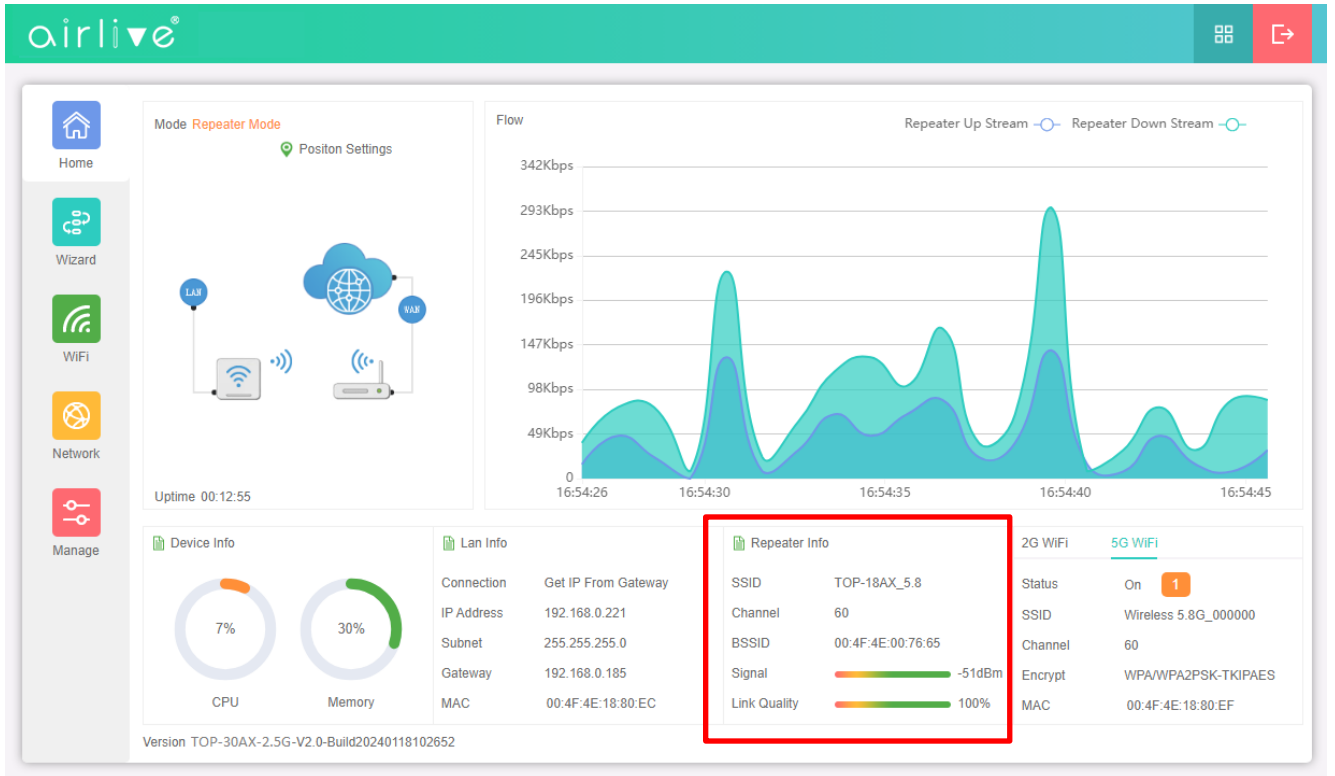 airlive®
Home
Wizard
WiFi
Network
Manage
Mode Repeater Mode
Positon Settings
LAN
WAN
Uptime 00:12:55
Flow
Repeater Up Stream
Repeater Down Stream
342Kbps
293Kbps
245Kbps
196Kbps
147Kbps
98Kbps
49Kbps
0
16:54:26 16:54:30 16:54:35 16:54:40 16:54:45
Device Info
7%
30%
CPU
Memory
Lan Info
Connection Get IP From Gateway
IP Address 192.168.0.221
Subnet 255.255.255.0
Gateway 192.168.0.185
MAC 00:4F:4E:18:80:EC
Repeater Info
SSID TOP-18AX_5.8
Channel 60
BSSID 00:4F:4E:00:76:65
Signal -51dBm
Link Quality 100%
2G WiFi 5G WiFi
Status On 1
SSID Wireless 5.8G_000000
Channel 60
Encrypt WPA/WPA2PSK-TKIPAES
MAC 00:4F:4E:18:80:EF
Version TOP-30AX-2.5G-V2.0-Build20240118102652